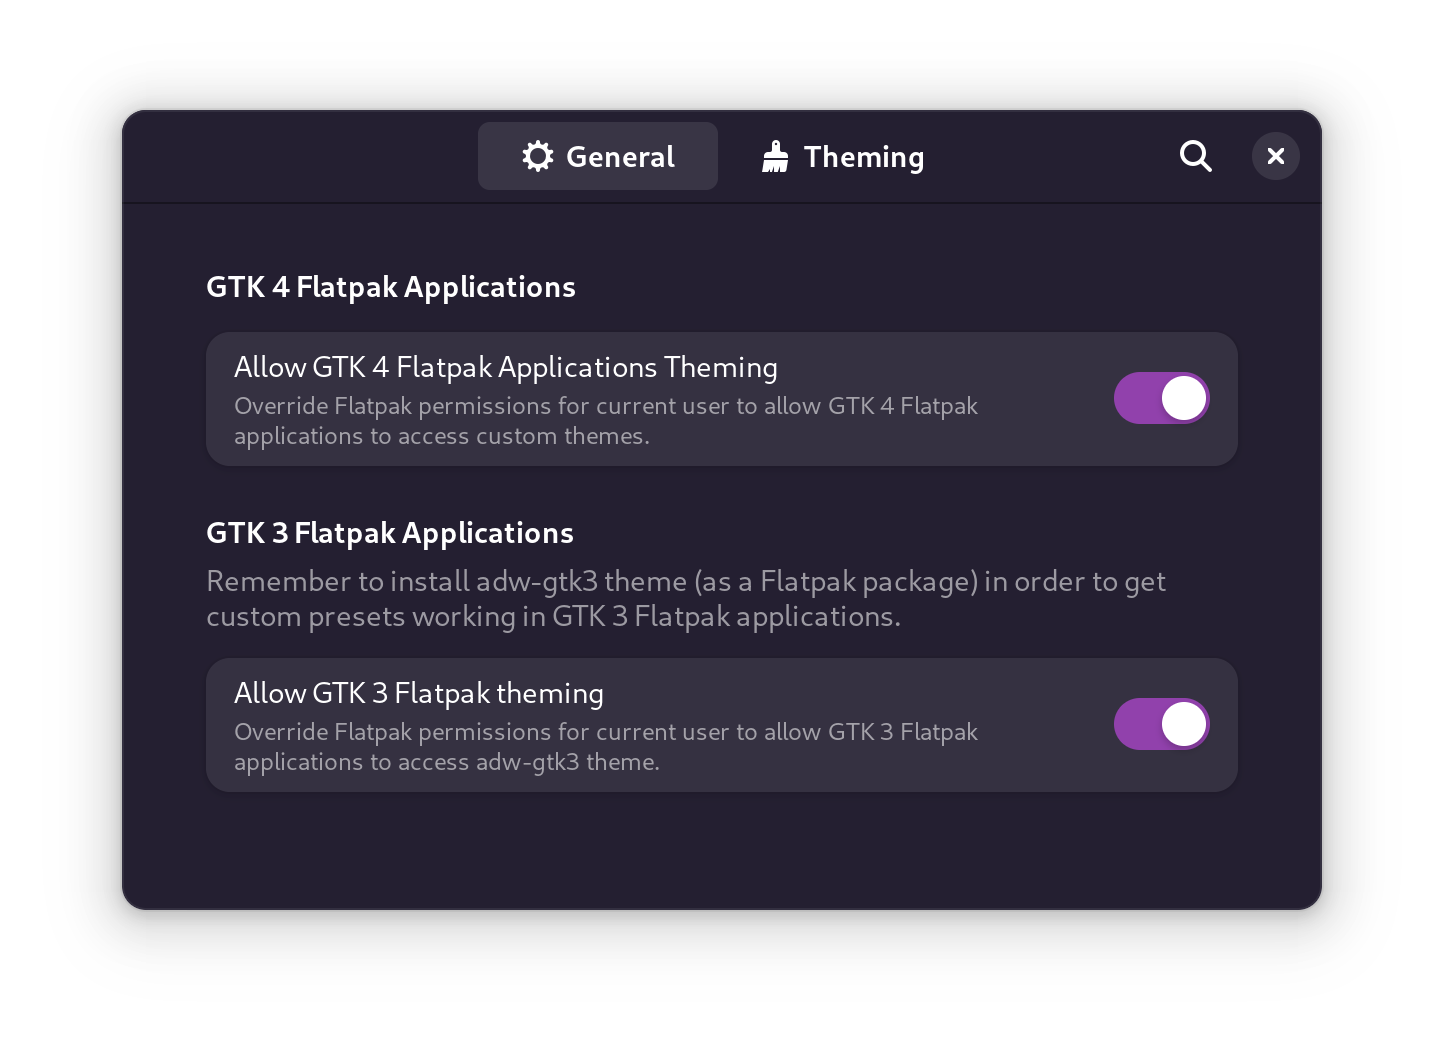 General
Theming
GTK 4 Flatpak Applications
Allow GTK 4 Flatpak Applications Theming
Override Flatpak permissions for current user to allow GTK 4 Flatpak
applications to access custom themes.
GTK 3 Flatpak Applications
Remember to install adw-gtk3 theme (as a Flatpak package) in order to get
custom presets working in GTK 3 Flatpak applications.
Allow GTK 3 Flatpak theming
Override Flatpak permissions for current user to allow GTK 3 Flatpak
applications to access adw-gtk3 theme.